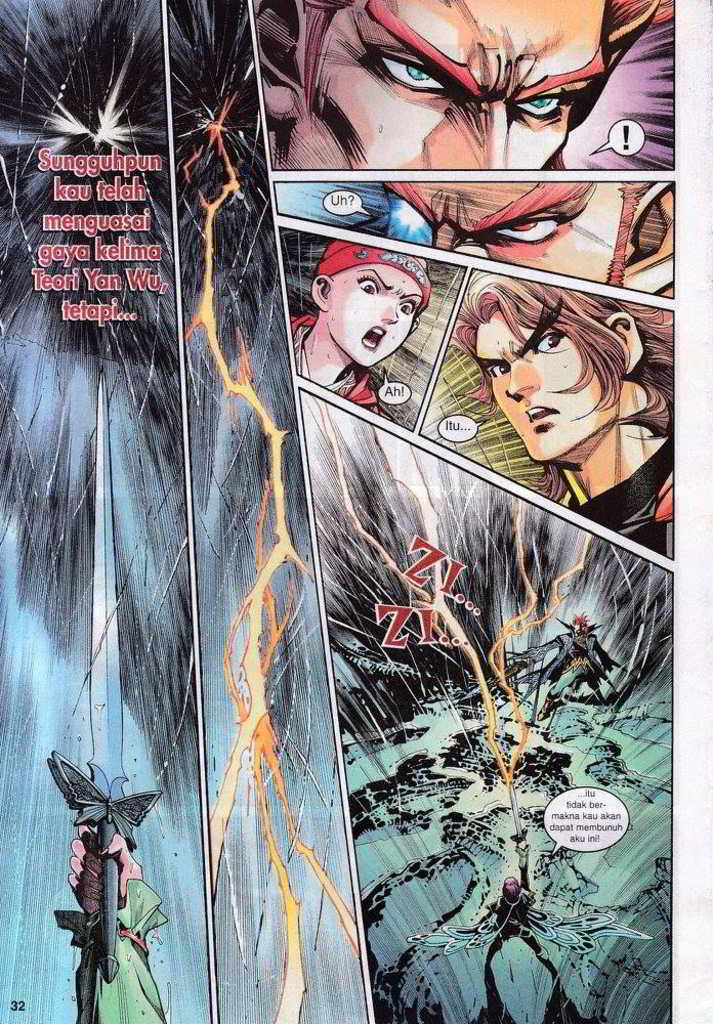 Sungguhpun
kau telah
menguasai
gaya kelima
Teori Yan Wu,
tetapi...
!
Uh?
Ah!
Itu...
ZI...
ZI...
...itu
tidak ber-
makna kau akan
dapat membunuh
aku ini!
32